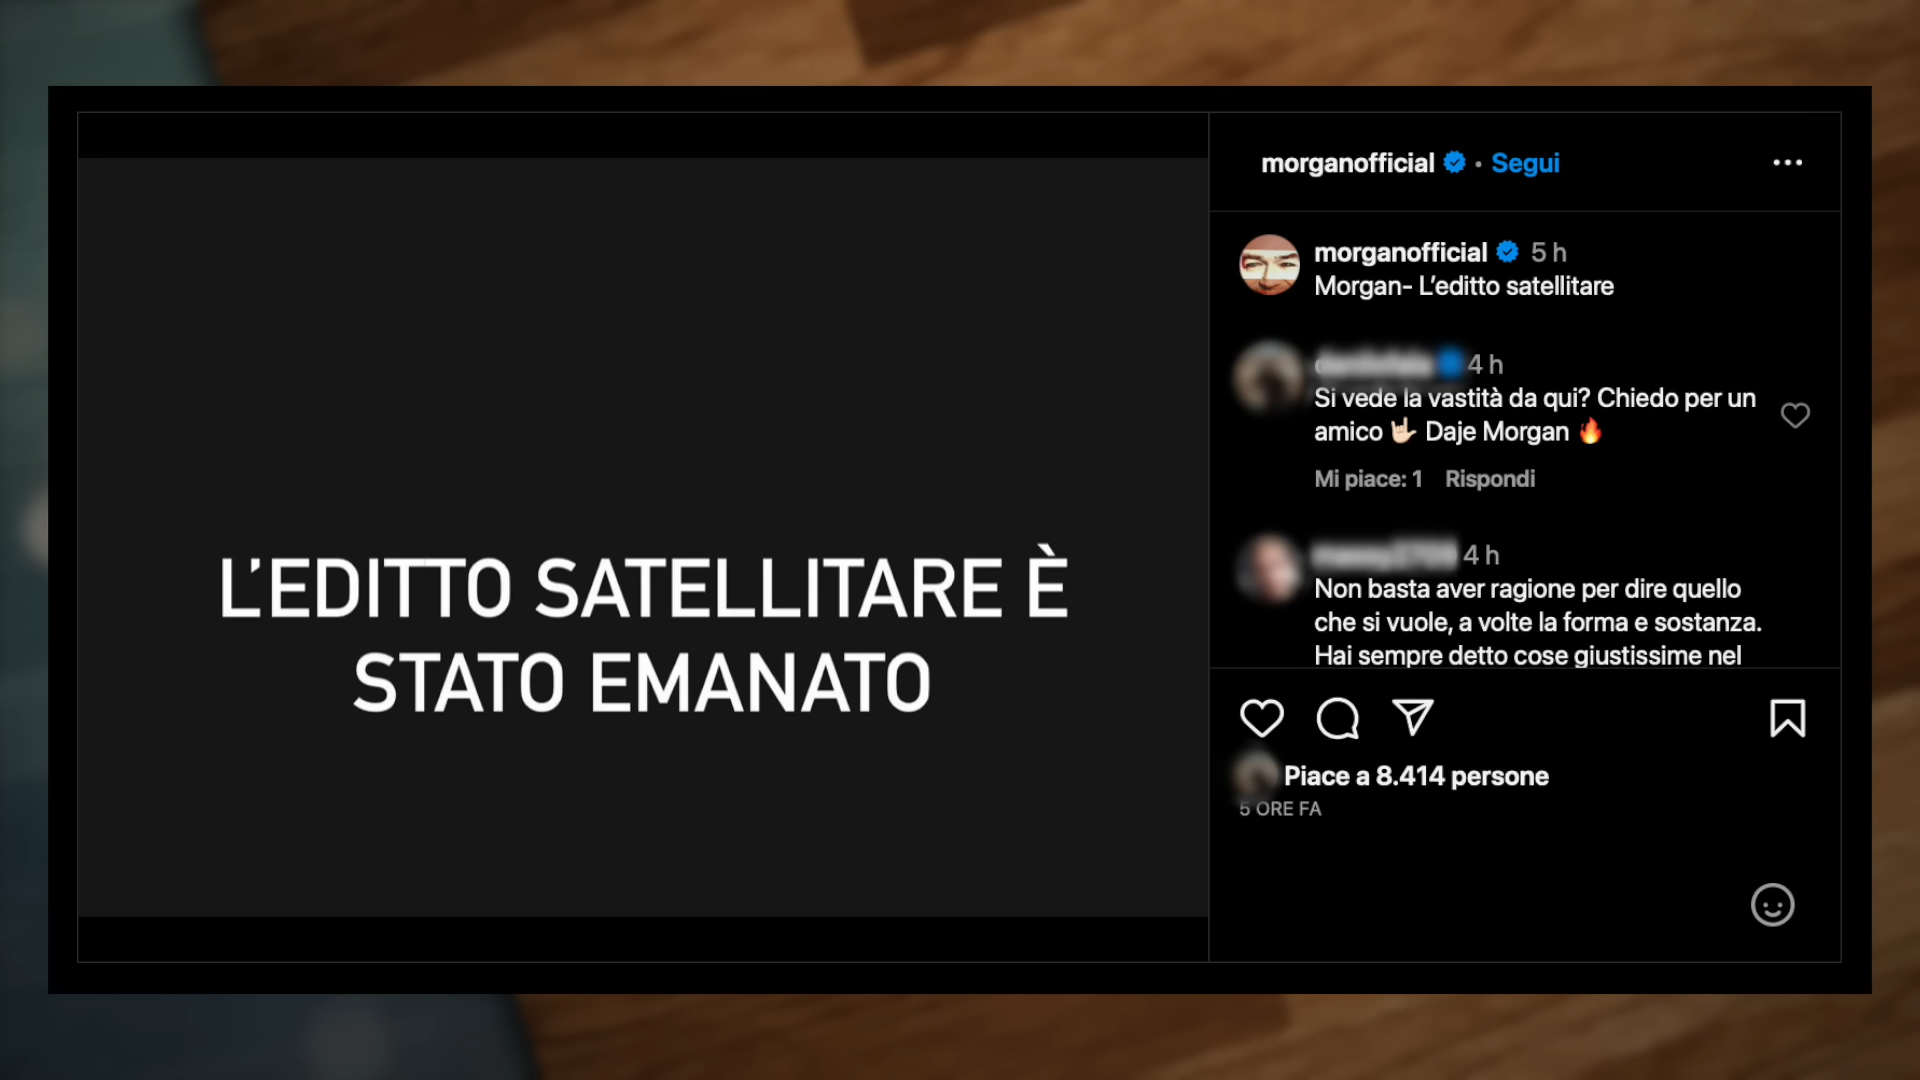 L'EDITTO SATELLITARE È
STATO EMANATO
morganofficial • Segui
morganofficial 5 h
Morgan- L'editto satellitare
4 h
Si vede la vastità da qui? Chiedo per un
amico 🤟🏻 Daje Morgan 🔥
Mi piace: 1 Rispondi
4 h
Non basta aver ragione per dire quello
che si vuole, a volte la forma e sostanza.
Hai sempre detto cose giustissime nel
Piace a 8.414 persone
5 ORE FA